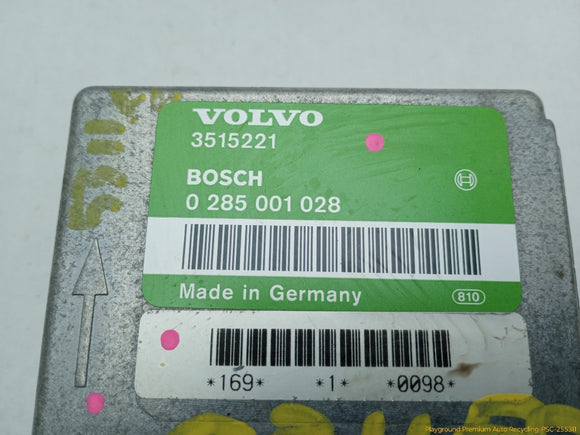 VOLVO
3515221
BOSCH
0 285 001 028
Made in Germany 810
*169* *1* *0098*
Playground Premium Auto Recycling PSC-255311